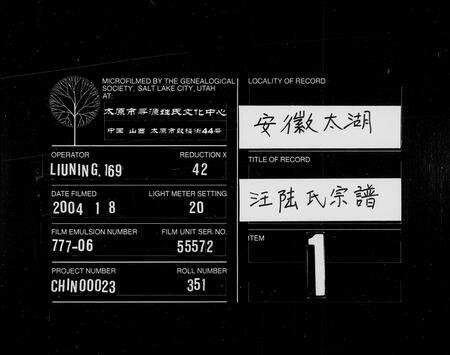 MICROFILMED BY THE GENEALOGICAL
SOCIETY, SALT LAKE CITY, UTAH
AT:
太原市寻源姓氏文化中心
中国 山西 太原市鼓楼街44号
OPERATOR REDUCTION X
LIUNING,169 42
DATE FILMED LIGHT METER SETTING
2004 1 8 20
FILM EMULSION NUMBER FILM UNIT SER. NO.
777-06 55572
PROJECT NUMBER ROLL NUMBER
CHIN00023 351
LOCALITY OF RECORD
安徽太湖
TITLE OF RECORD
汪陆氏宗譜
ITEM
1